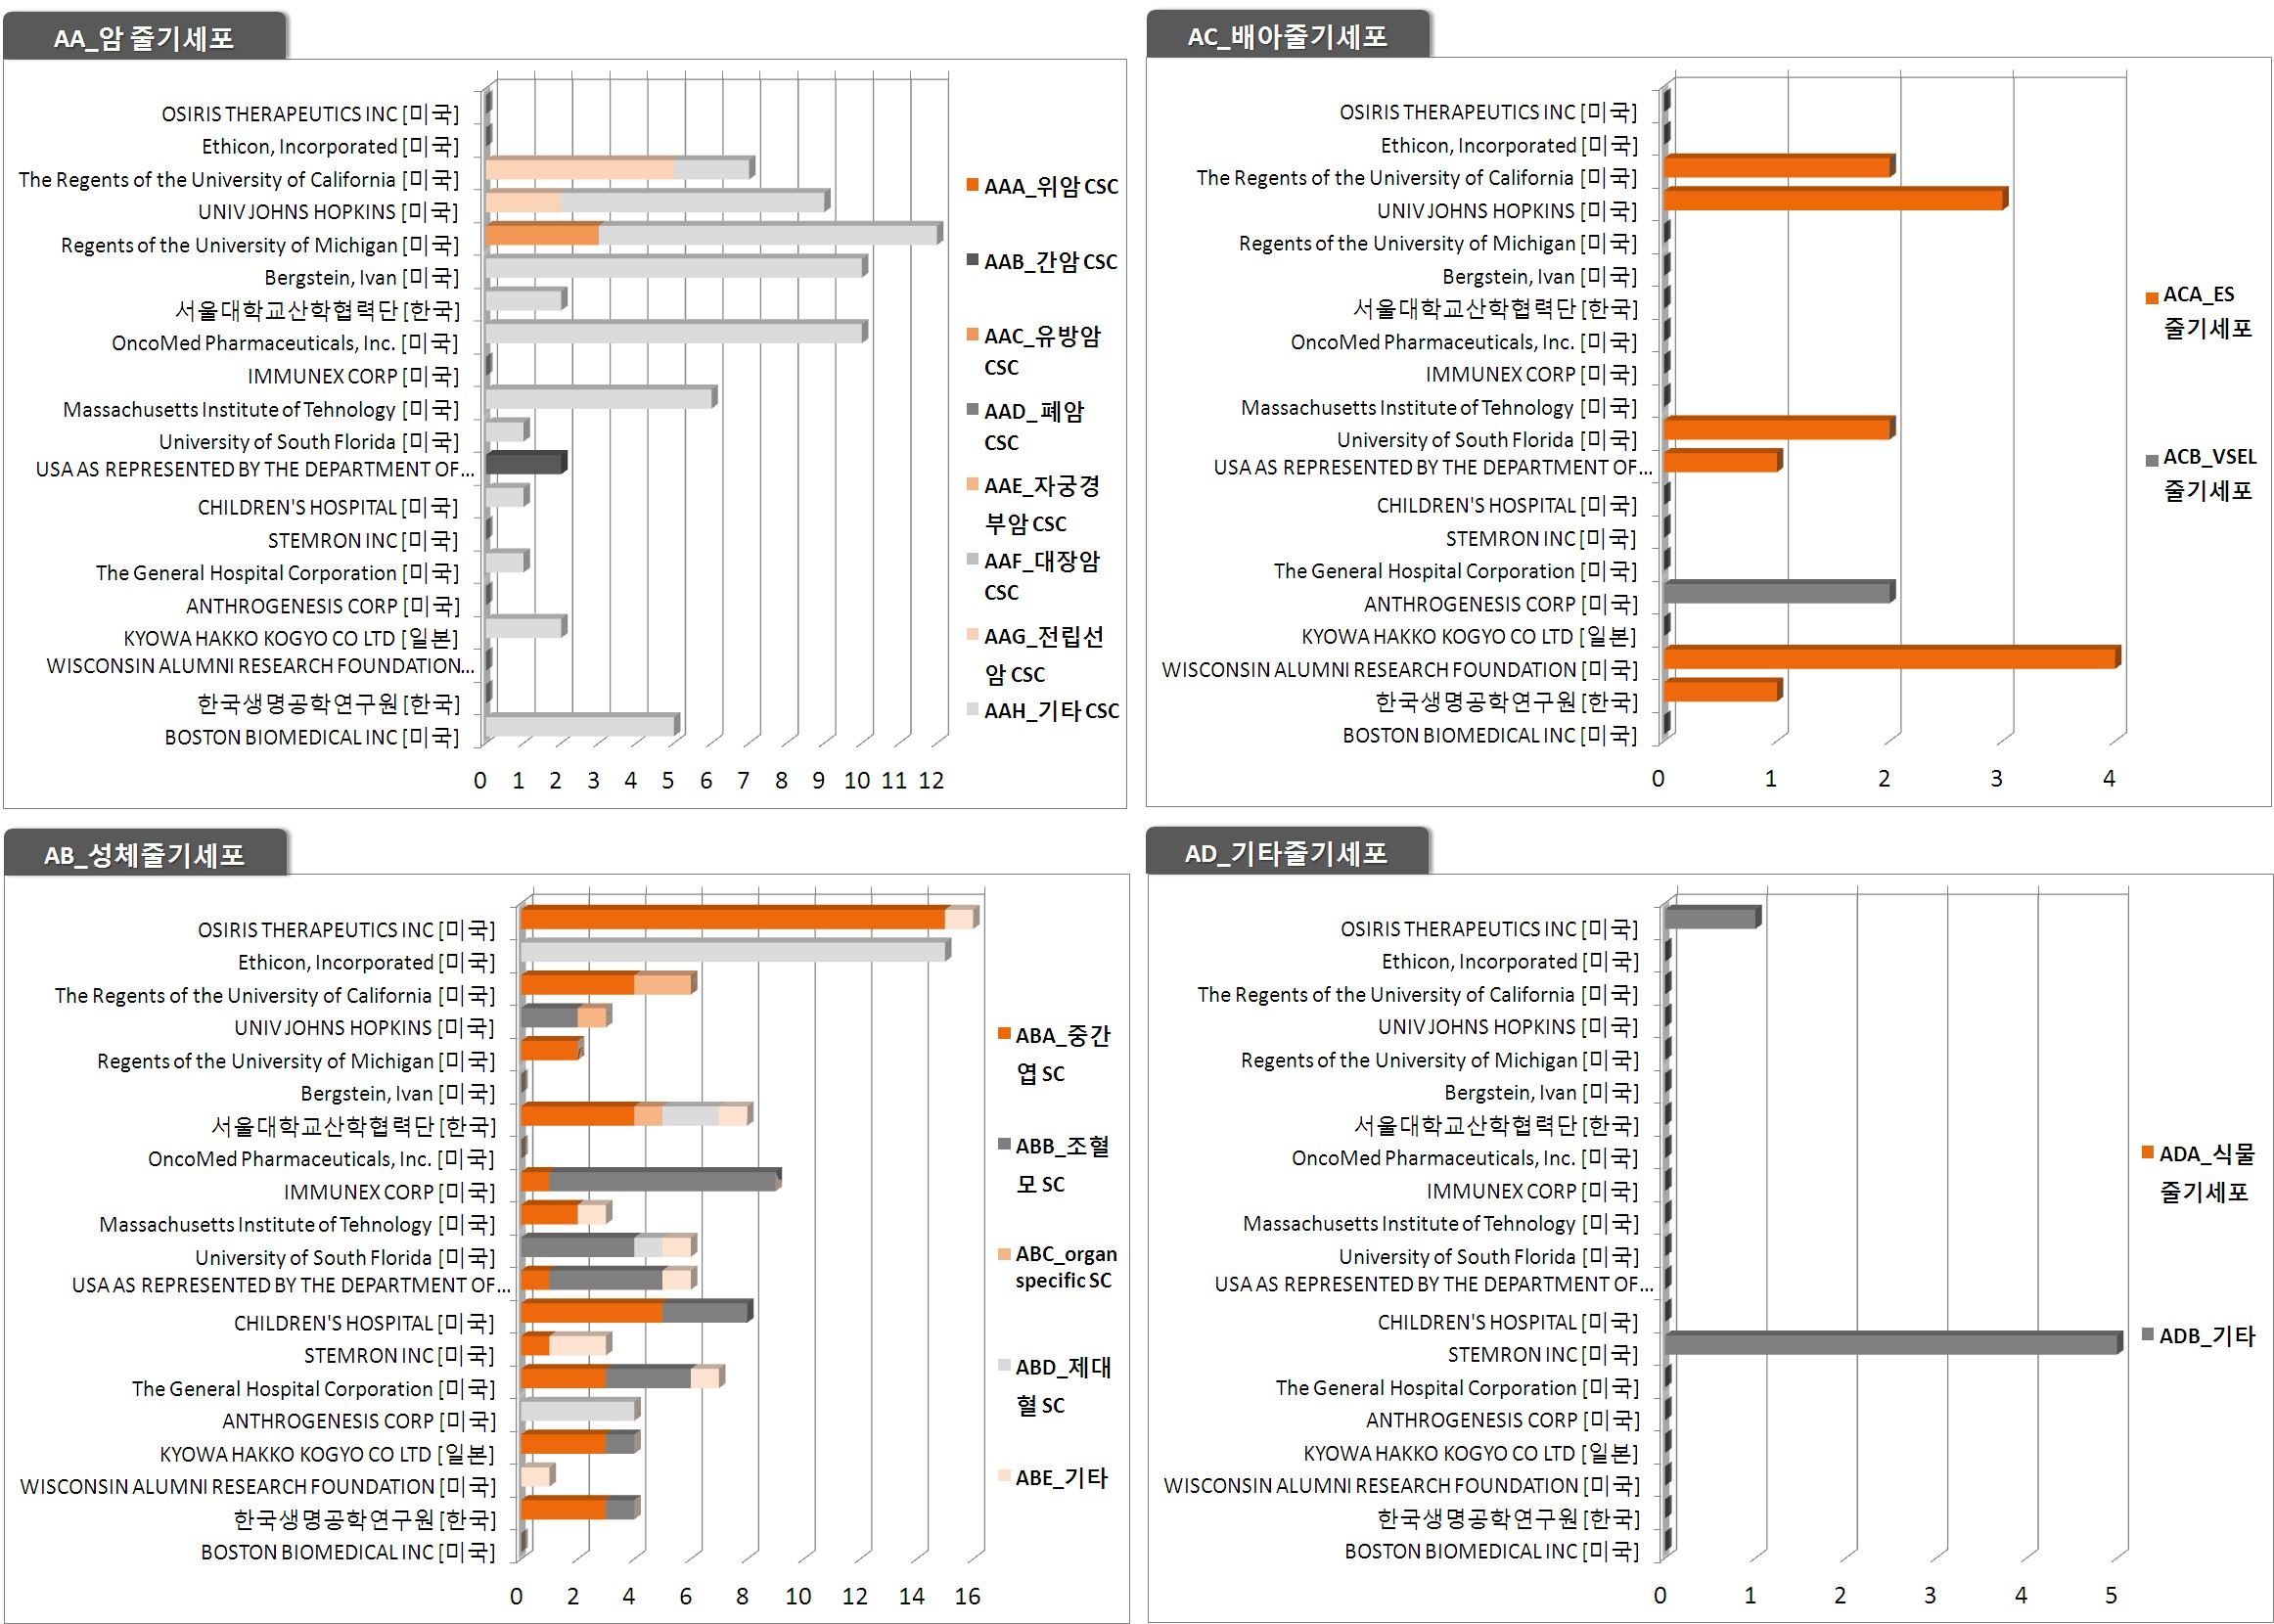 AA_암 줄기세포
OSIRIS THERAPEUTICS INC [미국]
Ethicon, Incorporated [미국]
The Regents of the University of California [미국]
UNIV JOHNS HOPKINS [미국]
Regents of the University of Michigan [미국]
Bergstein, Ivan [미국]
서울대학교산학협력단 [한국]
OncoMed Pharmaceuticals, Inc. [미국]
IMMUNEX CORP [미국]
Massachusetts Institute of Tehnology [미국]
University of South Florida [미국]
USA AS REPRESENTED BY THE DEPARTMENT OF...
CHILDREN'S HOSPITAL [미국]
STEMRON INC [미국]
The General Hospital Corporation [미국]
ANTHROGENESIS CORP [미국]
KYOWA HAKKO KOGYO CO LTD [일본]
WISCONSIN ALUMNI RESEARCH FOUNDATION...
한국생명공학연구원 [한국]
BOSTON BIOMEDICAL INC [미국]
0 1 2 3 4 5 6 7 8 9 10 11 12
AAA_위암 CSC
AAB_간암 CSC
AAC_유방암
CSC
AAD_폐암
CSC
AAE_자궁경
부암 CSC
AAF_대장암
CSC
AAG_전립선
암 CSC
AAH_기타 CSC
AC_배아줄기세포
OSIRIS THERAPEUTICS INC [미국]
Ethicon, Incorporated [미국]
The Regents of the University of California [미국]
UNIV JOHNS HOPKINS [미국]
Regents of the University of Michigan [미국]
Bergstein, Ivan [미국]
서울대학교산학협력단 [한국]
OncoMed Pharmaceuticals, Inc. [미국]
IMMUNEX CORP [미국]
Massachusetts Institute of Tehnology [미국]
University of South Florida [미국]
USA AS REPRESENTED BY THE DEPARTMENT OF...
CHILDREN'S HOSPITAL [미국]
STEMRON INC [미국]
The General Hospital Corporation [미국]
ANTHROGENESIS CORP [미국]
KYOWA HAKKO KOGYO CO LTD [일본]
WISCONSIN ALUMNI RESEARCH FOUNDATION [미국]
한국생명공학연구원 [한국]
BOSTON BIOMEDICAL INC [미국]
0 1 2 3 4
ACA_ES
줄기세포
ACB_VSEL
줄기세포
AB_성체줄기세포
OSIRIS THERAPEUTICS INC [미국]
Ethicon, Incorporated [미국]
The Regents of the University of California [미국]
UNIV JOHNS HOPKINS [미국]
Regents of the University of Michigan [미국]
Bergstein, Ivan [미국]
서울대학교산학협력단 [한국]
OncoMed Pharmaceuticals, Inc. [미국]
IMMUNEX CORP [미국]
Massachusetts Institute of Tehnology [미국]
University of South Florida [미국]
USA AS REPRESENTED BY THE DEPARTMENT OF...
CHILDREN'S HOSPITAL [미국]
STEMRON INC [미국]
The General Hospital Corporation [미국]
ANTHROGENESIS CORP [미국]
KYOWA HAKKO KOGYO CO LTD [일본]
WISCONSIN ALUMNI RESEARCH FOUNDATION [미국]
한국생명공학연구원 [한국]
BOSTON BIOMEDICAL INC [미국]
0 2 4 6 8 10 12 14 16
ABA_중간
엽 SC
ABB_조혈
모 SC
ABC_organ
specific SC
ABD_제대
혈 SC
ABE_기타
AD_기타줄기세포
OSIRIS THERAPEUTICS INC [미국]
Ethicon, Incorporated [미국]
The Regents of the University of California [미국]
UNIV JOHNS HOPKINS [미국]
Regents of the University of Michigan [미국]
Bergstein, Ivan [미국]
서울대학교산학협력단 [한국]
OncoMed Pharmaceuticals, Inc. [미국]
IMMUNEX CORP [미국]
Massachusetts Institute of Tehnology [미국]
University of South Florida [미국]
USA AS REPRESENTED BY THE DEPARTMENT OF...
CHILDREN'S HOSPITAL [미국]
STEMRON INC [미국]
The General Hospital Corporation [미국]
ANTHROGENESIS CORP [미국]
KYOWA HAKKO KOGYO CO LTD [일본]
WISCONSIN ALUMNI RESEARCH FOUNDATION [미국]
한국생명공학연구원 [한국]
BOSTON BIOMEDICAL INC [미국]
0 1 2 3 4 5
ADA_식물
줄기세포
ADB_기타